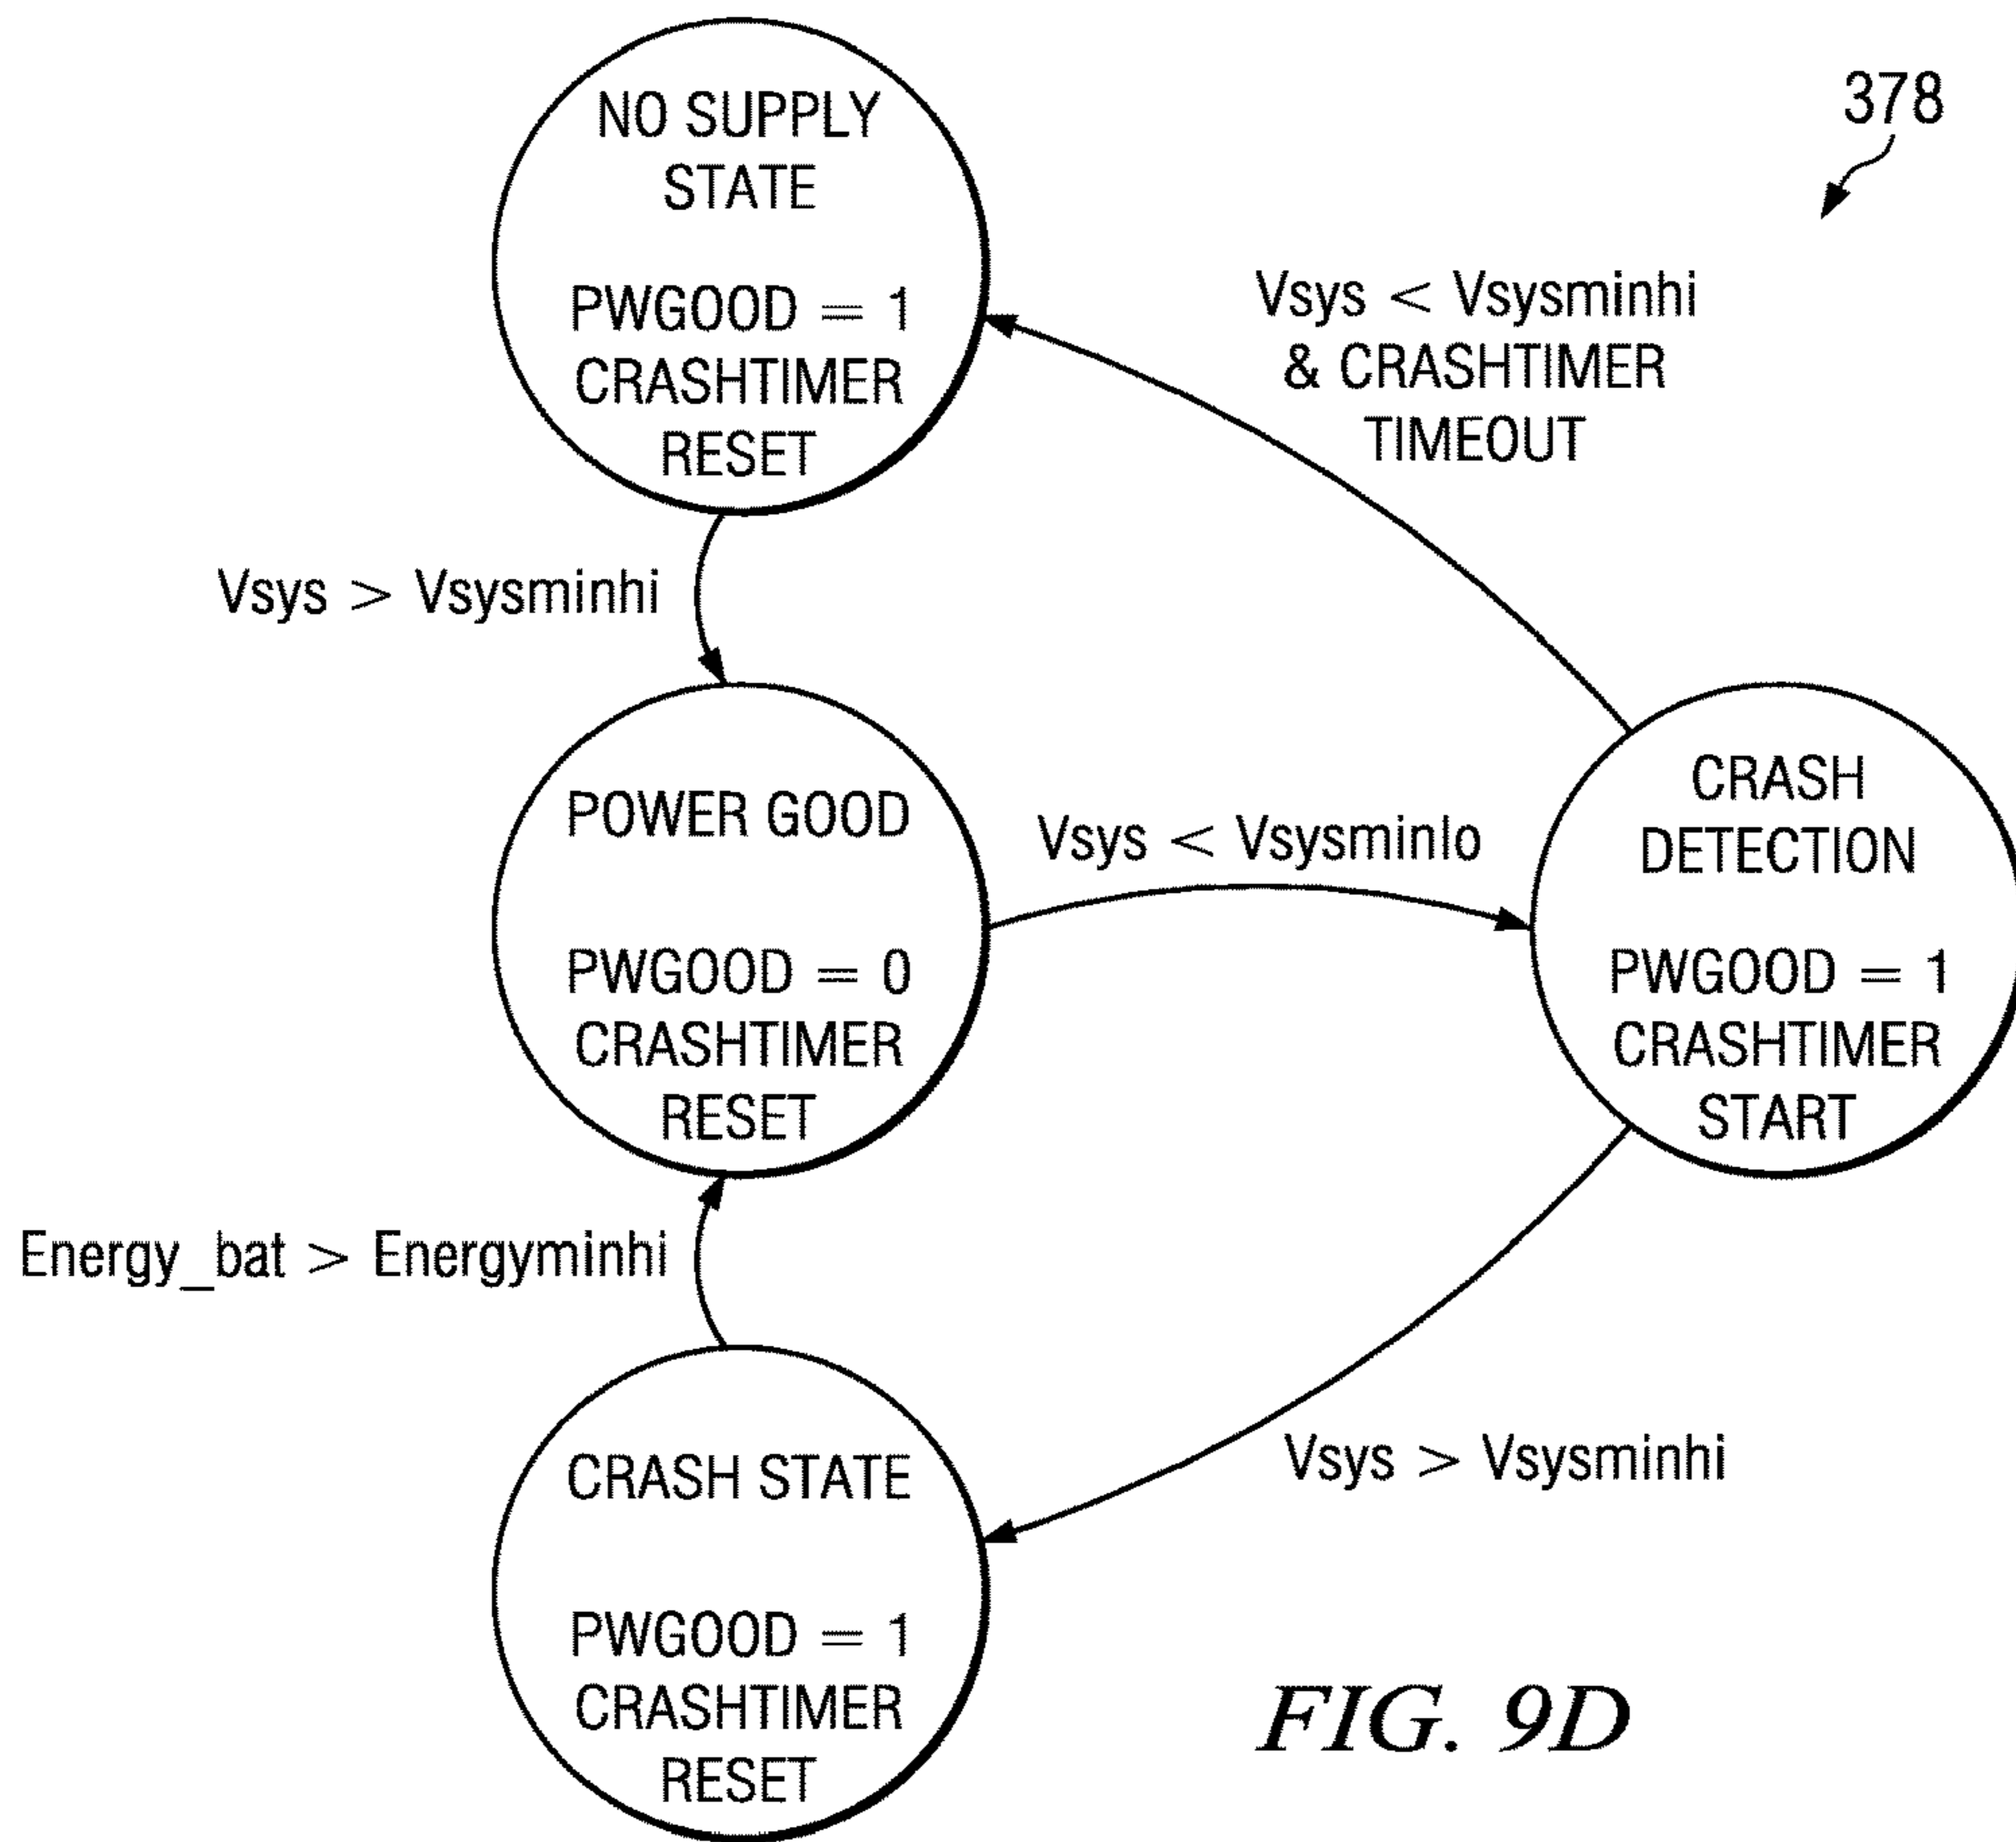 NO SUPPLY
STATE
PWGOOD = 1
CRASHTIMER
RESET
378
Vsys < Vsysminhi
& CRASHTIMER
TIMEOUT
Vsys > Vsysminhi
POWER GOOD
PWGOOD = 0
CRASHTIMER
RESET
Vsys < Vsysminlo
CRASH
DETECTION
PWGOOD = 1
CRASHTIMER
START
Energy_bat > Energyminhi
Vsys > Vsysminhi
CRASH STATE
PWGOOD = 1
CRASHTIMER
RESET
FIG. 9D